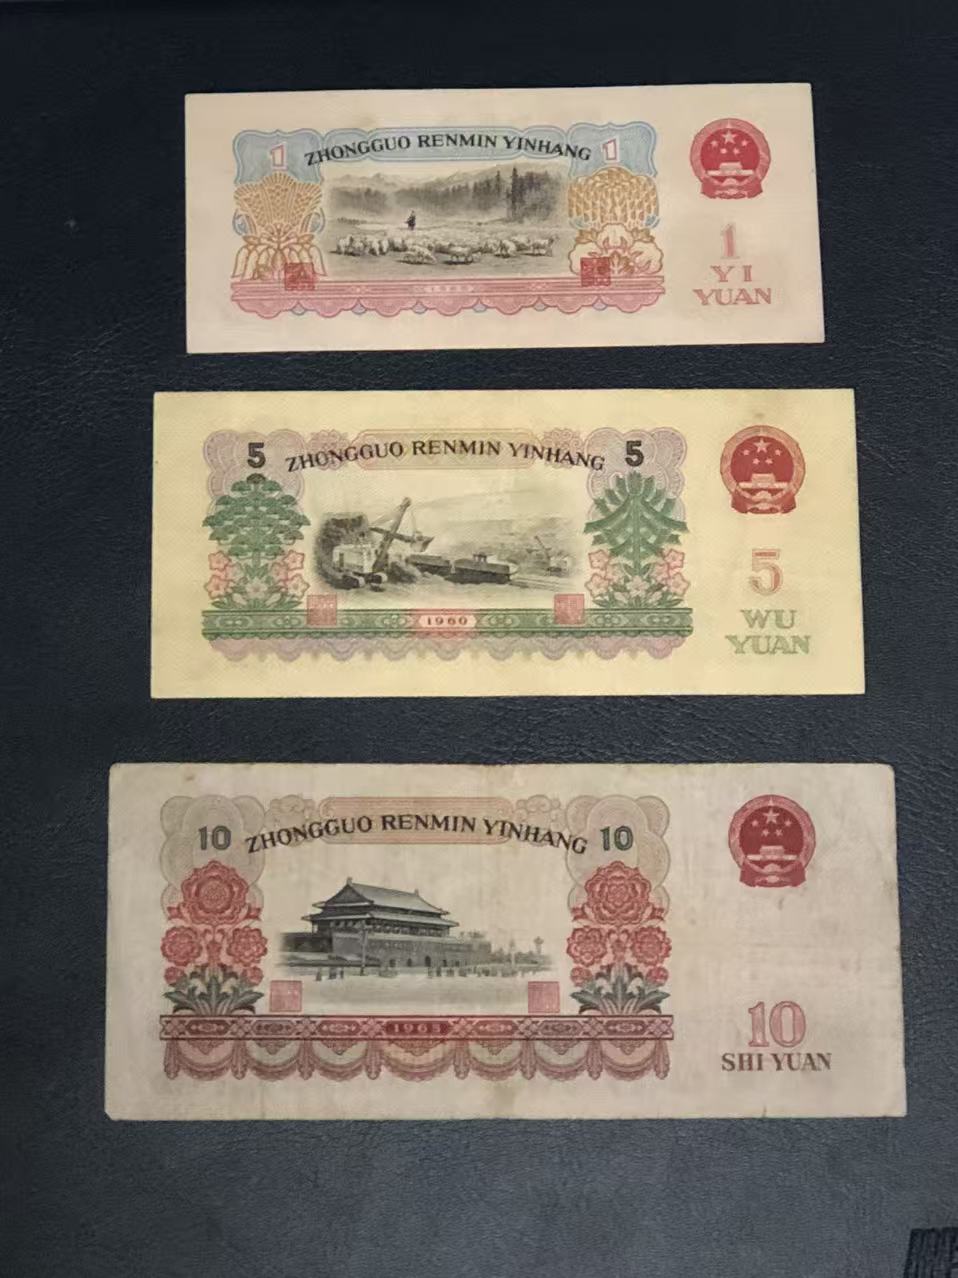 1 ZHONGGUO RENMIN YINHANG 1
1
YI
YUAN
5 ZHONGGUO RENMIN YINHANG 5
5
1960
WU
YUAN
10 ZHONGGUO RENMIN YINHANG 10
10
1965
SHI YUAN